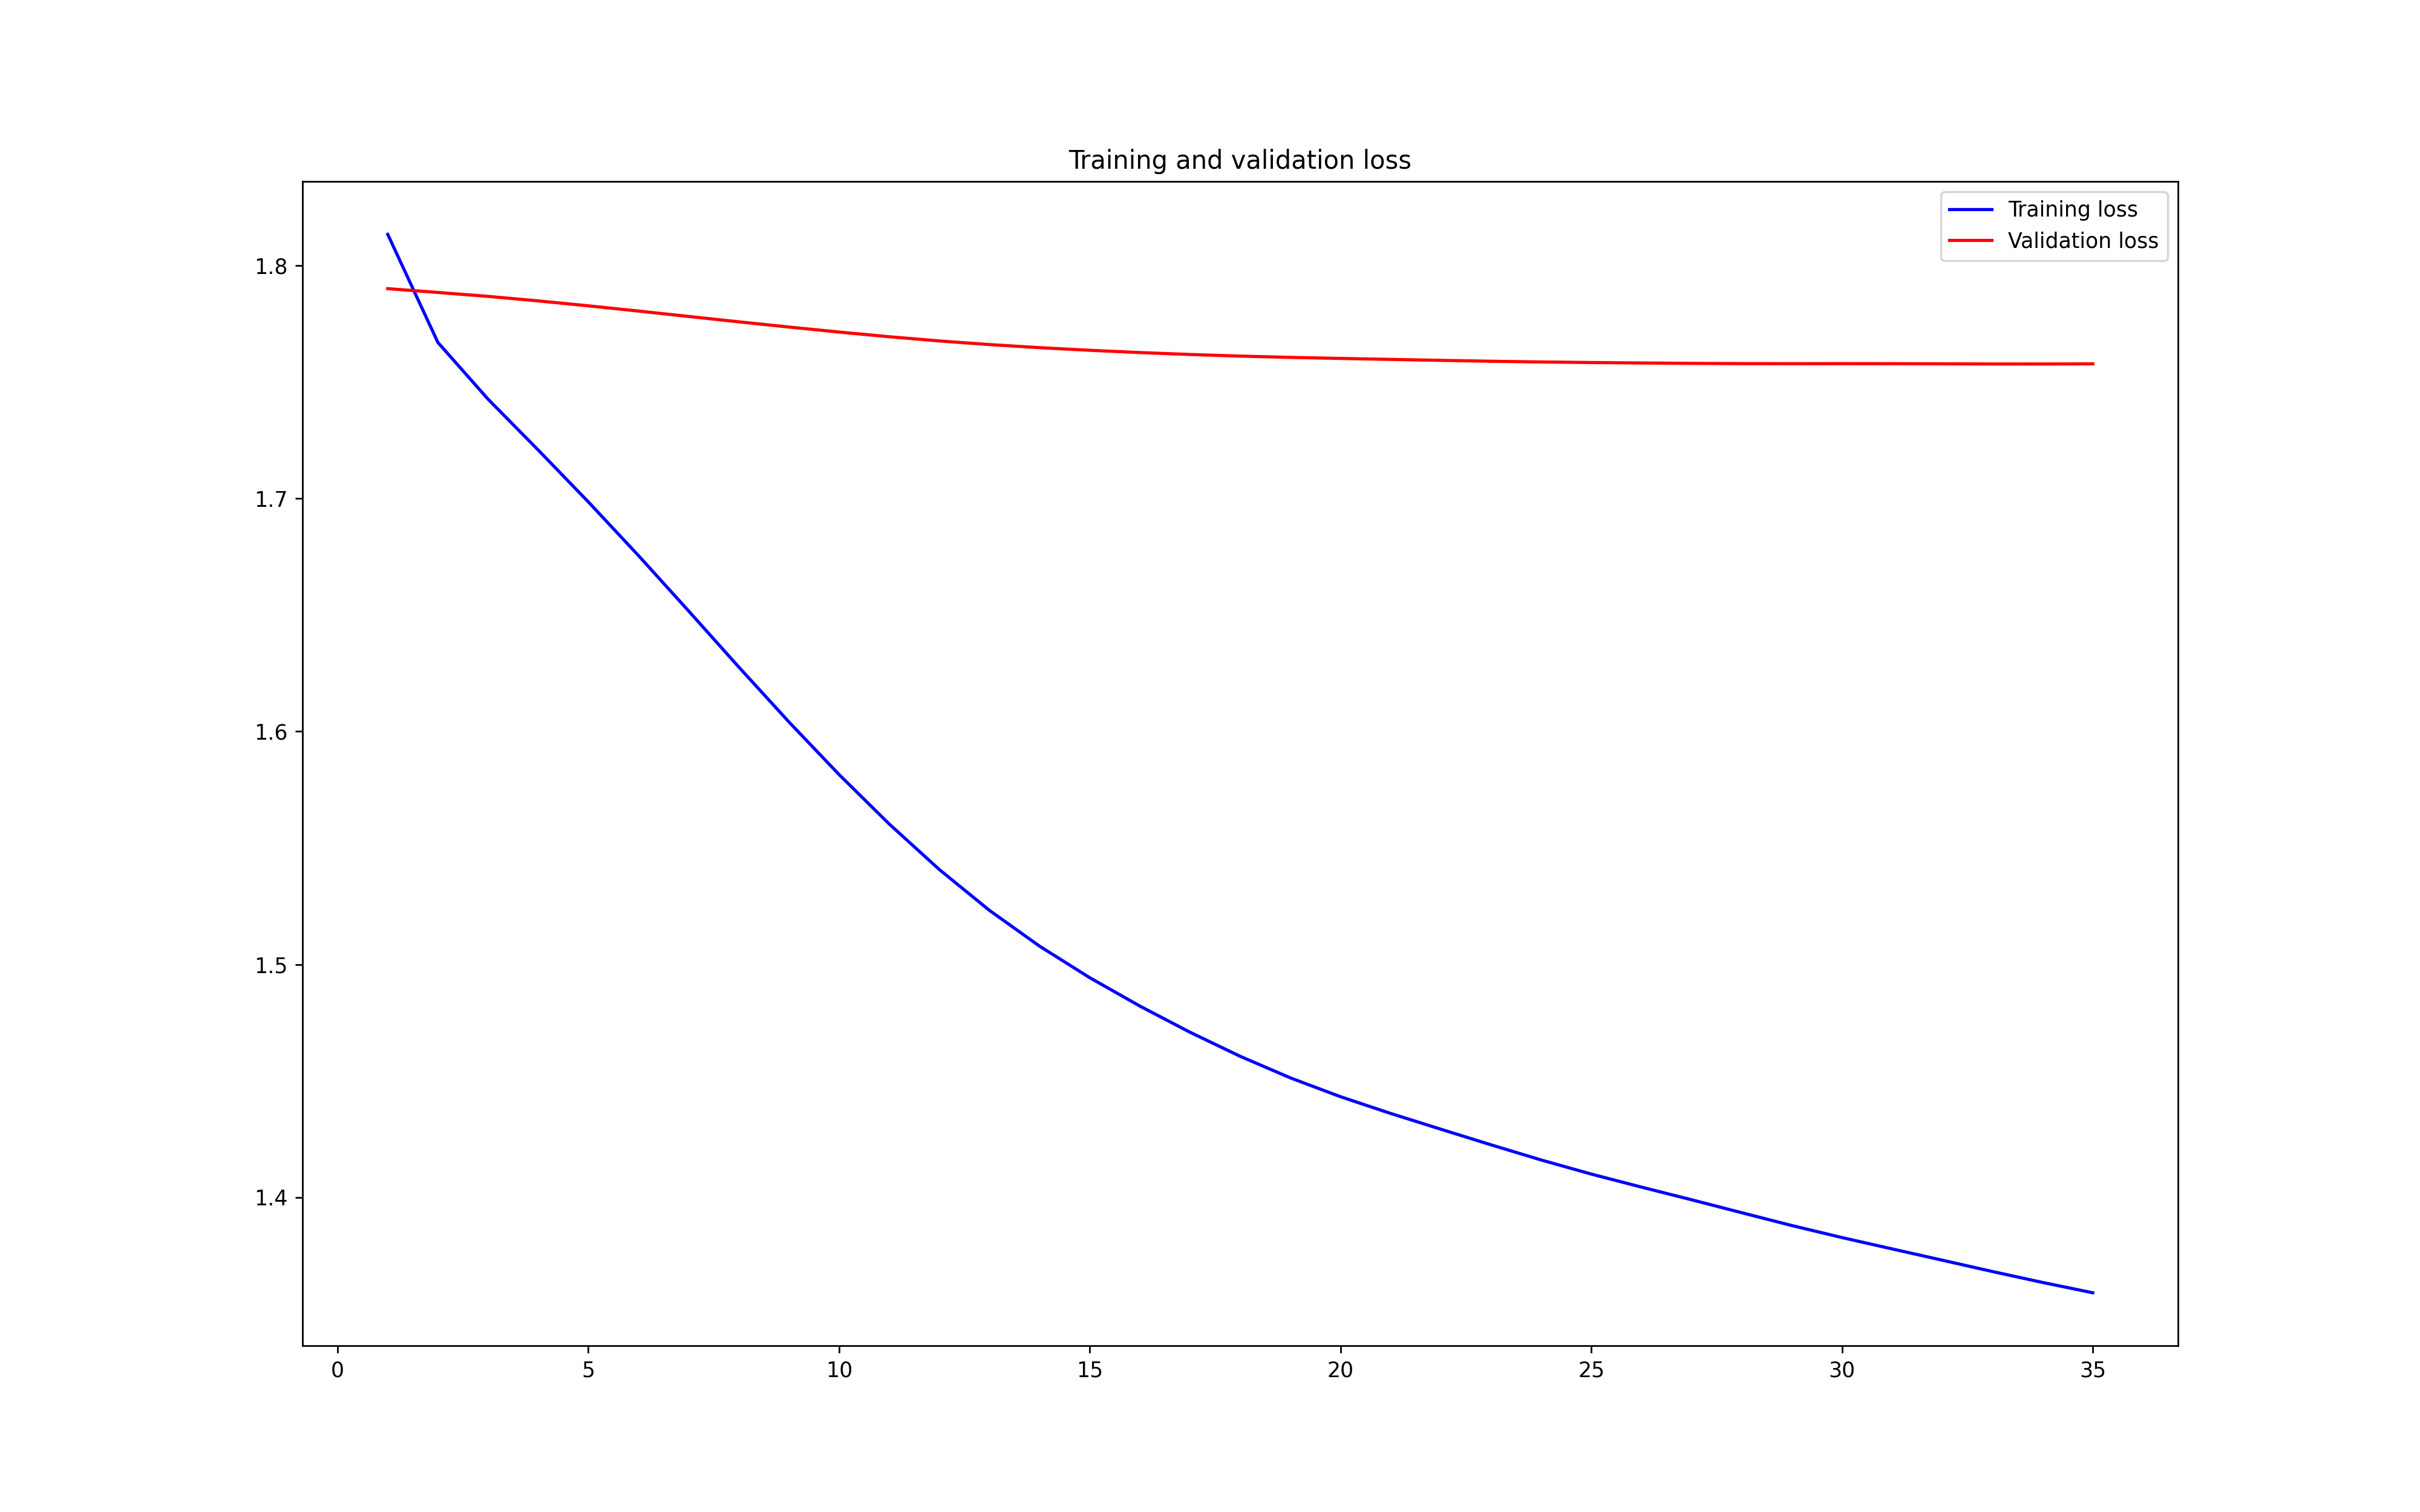 Training and validation loss
Training loss
Validation loss
1.8
1.7
1.6
1.5
1.4
0 5 10 15 20 25 30 35